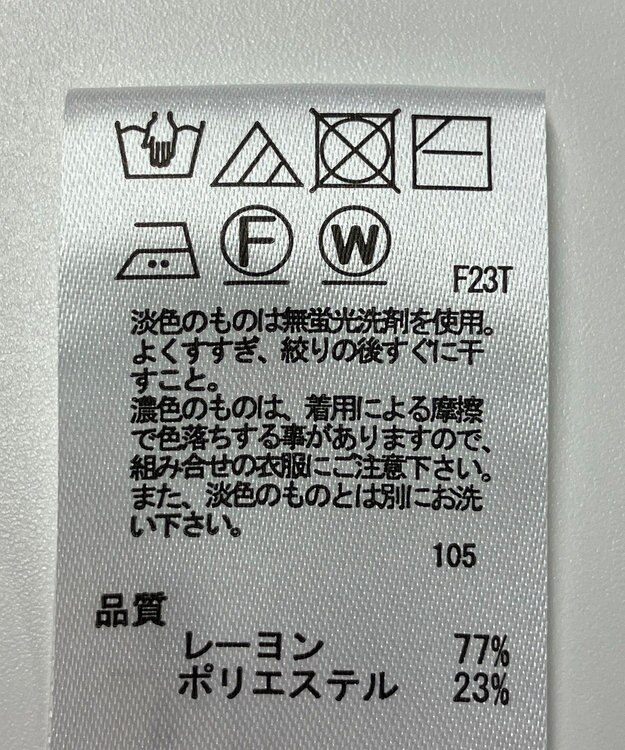 F W
F23T
淡色のものは無蛍光洗剤を使用。
よくすすぎ、絞りの後すぐに干
すこと。
濃色のものは、着用による摩擦
で色落ちする事がありますので、
組み合せの衣服にご注意下さい。
また、淡色のものとは別にお洗
い下さい。
105
品質
レーヨン 77%
ポリエステル 23%